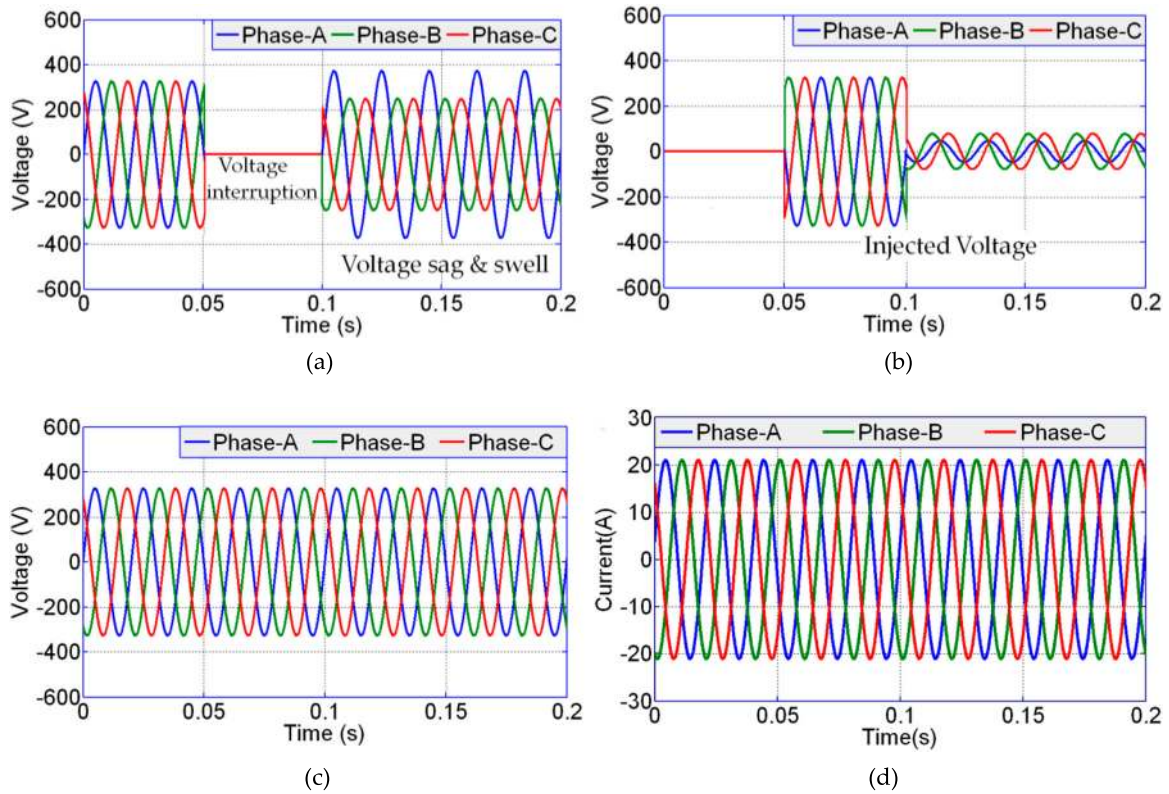 600
400
200
0
-200
-400
-600
Voltage (V)
Phase-A Phase-B Phase-C
Voltage
interruption
Voltage sag & swell
0 0.05 0.1 0.15 0.2
Time (s)
(a)
600
400
200
0
-200
-400
-600
Voltage (V)
Phase-A Phase-B Phase-C
Injected Voltage
0 0.05 0.1 0.15 0.2
Time (s)
(b)
600
400
200
0
-200
-400
-600
Voltage (V)
Phase-A Phase-B Phase-C
0 0.05 0.1 0.15 0.2
Time (s)
(c)
30
20
10
0
-10
-20
-30
Current(A)
Phase-A Phase-B Phase-C
0 0.05 0.1 0.15 0.2
Time(s)
(d)